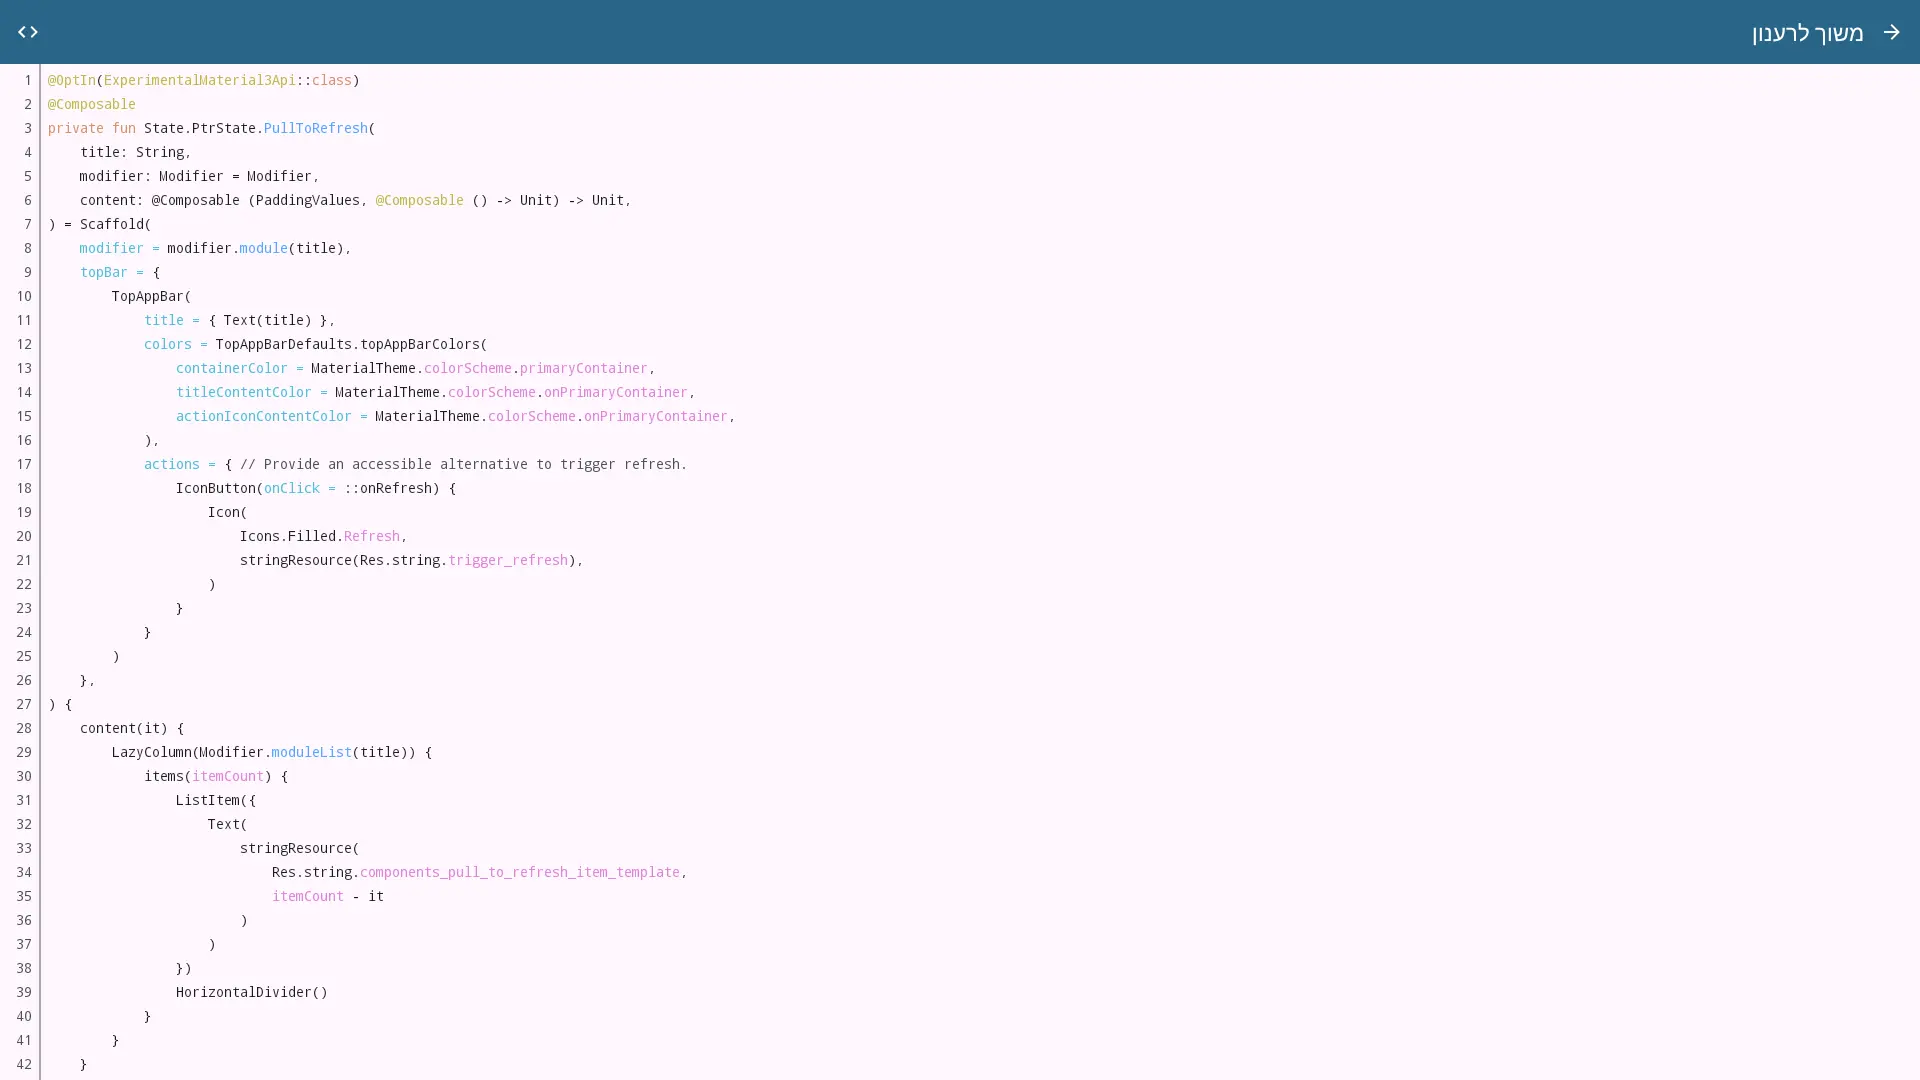 משוך לרענון
1 @OptIn(ExperimentalMaterial3Api::class)
2 @Composable
3 private fun State.PtrState.PullToRefresh(
4     title: String,
5     modifier: Modifier = Modifier,
6     content: @Composable (PaddingValues, @Composable () -> Unit) -> Unit,
7 ) = Scaffold(
8     modifier = modifier.module(title),
9     topBar = {
10         TopAppBar(
11             title = { Text(title) },
12             colors = TopAppBarDefaults.topAppBarColors(
13                 containerColor = MaterialTheme.colorScheme.primaryContainer,
14                 titleContentColor = MaterialTheme.colorScheme.onPrimaryContainer,
15                 actionIconContentColor = MaterialTheme.colorScheme.onPrimaryContainer,
16             ),
17             actions = { // Provide an accessible alternative to trigger refresh.
18                 IconButton(onClick = ::onRefresh) {
19                     Icon(
20                         Icons.Filled.Refresh,
21                         stringResource(Res.string.trigger_refresh),
22                     )
23                 }
24             }
25         )
26     },
27 ) {
28     content(it) {
29         LazyColumn(Modifier.moduleList(title)) {
30             items(itemCount) {
31                 ListItem({
32                     Text(
33                         stringResource(
34                             Res.string.components_pull_to_refresh_item_template,
35                             itemCount - it
36                         )
37                     )
38                 })
39                 HorizontalDivider()
40             }
41         }
42     }